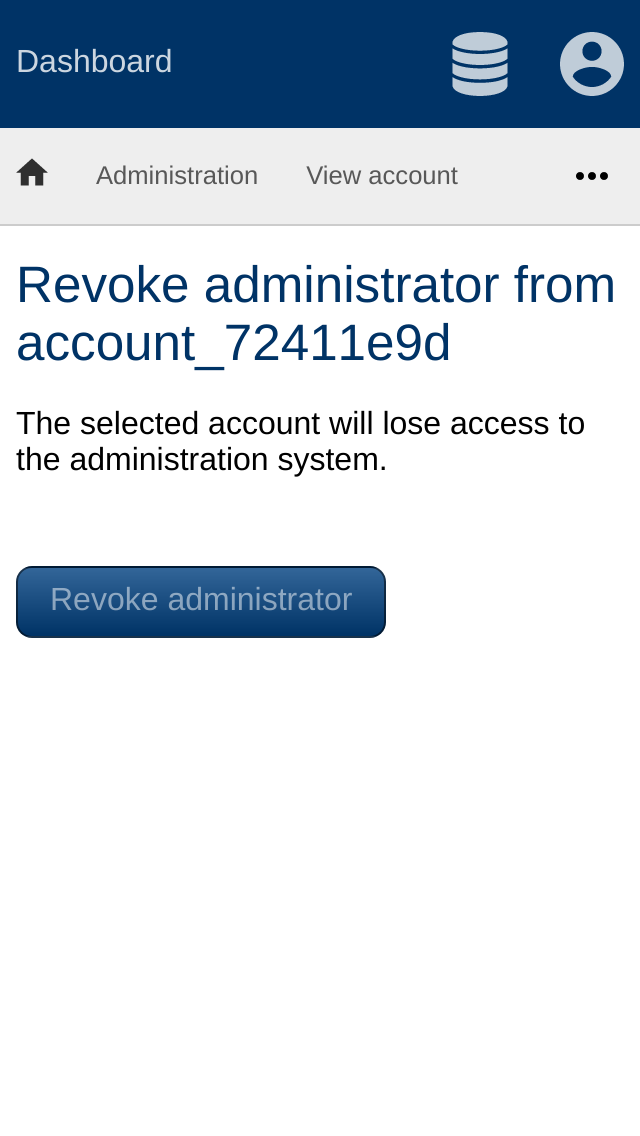 Dashboard
Administration
View account
Revoke administrator from
account_72411e9d
The selected account will lose access to
the administration system.
Revoke administrator